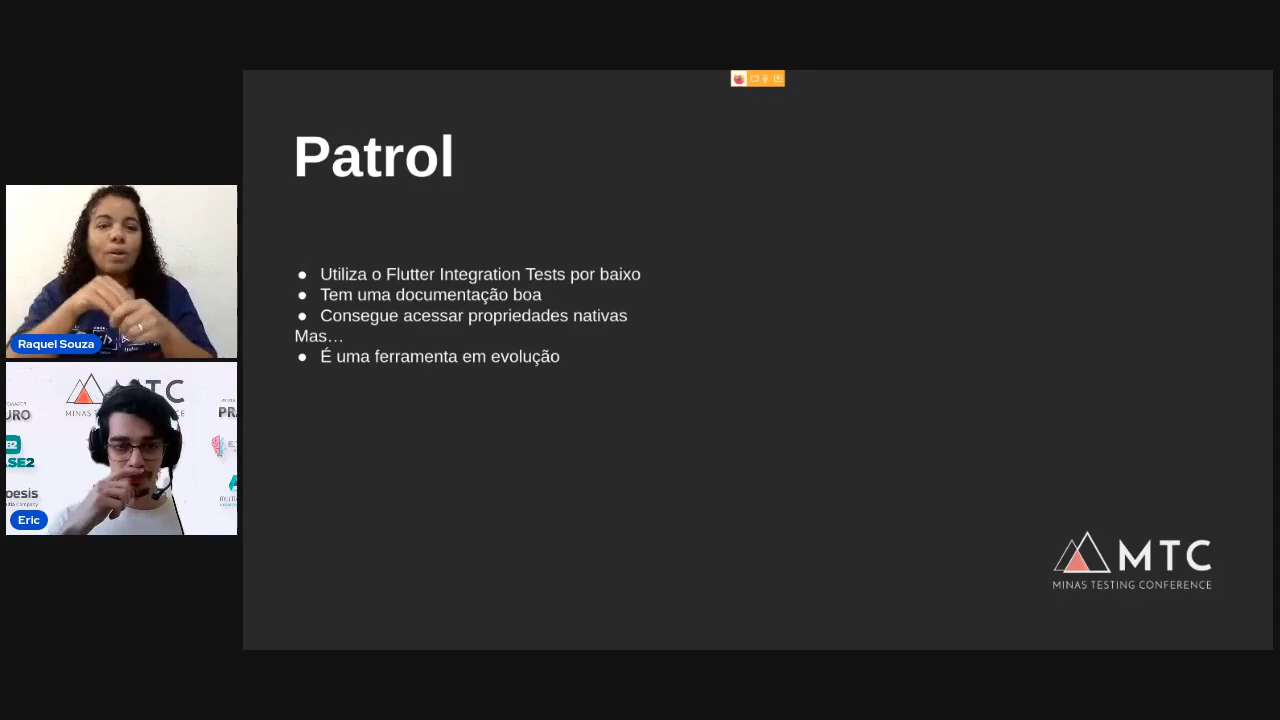 Patrol
● Utiliza o Flutter Integration Tests por baixo
● Tem uma documentação boa
● Consegue acessar propriedades nativas
Mas…
● É uma ferramenta em evolução
MTC
MINAS TESTING CONFERENCE
Raquel Souza
MTC
Eric